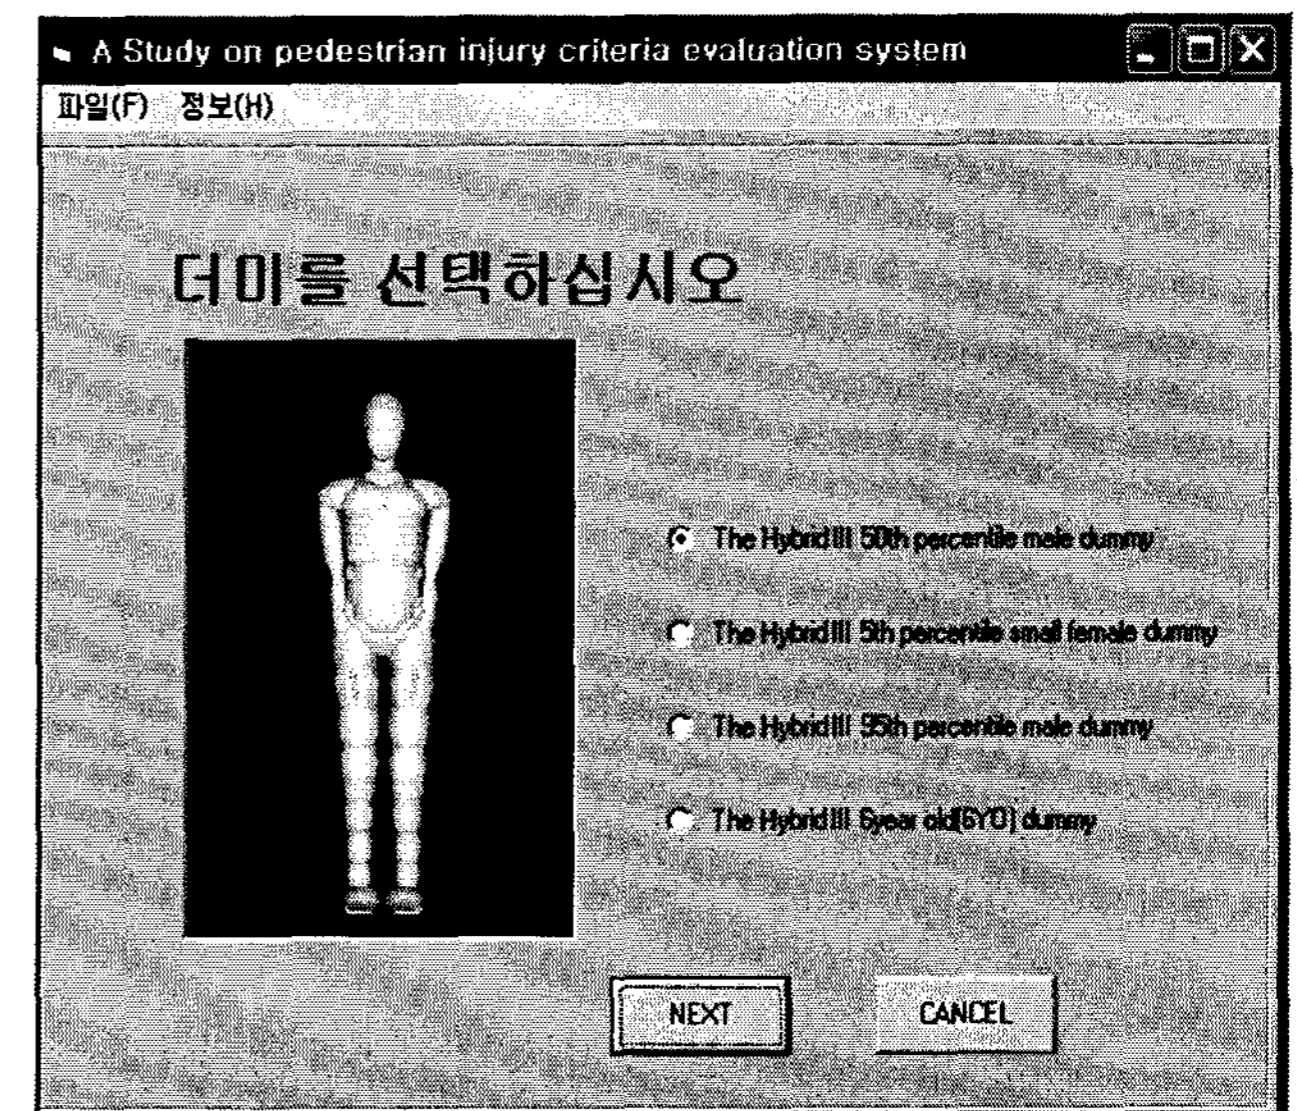 A Study on pedestrian injury criteria evaluation system
파일(F) 정보(H)
더미를 선택하십시오
The Hybrid III 50th percentile male dummy
The Hybrid III 5th percentile small female dummy
The Hybrid III 95th percentile male dummy
The Hybrid III 6year old(6YO) dummy
NEXT CANCEL